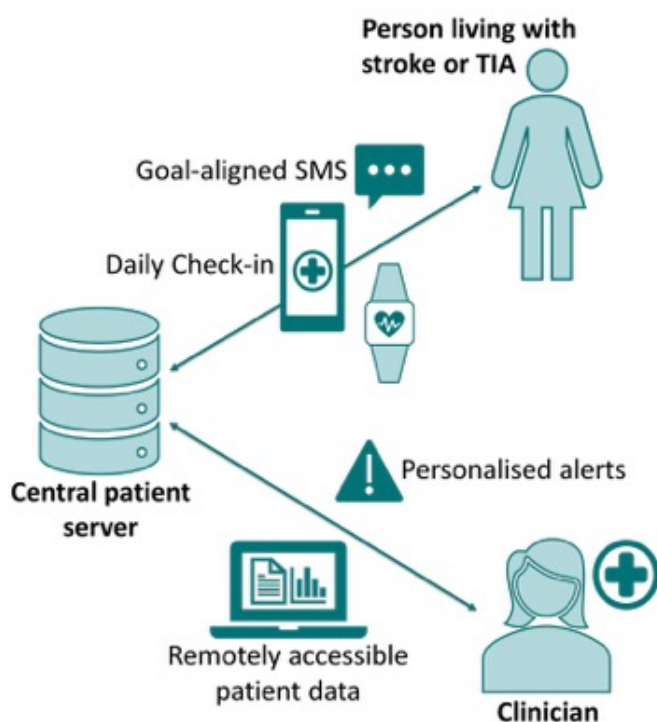 Person living with
stroke or TIA
Goal-aligned SMS
Daily Check-in
Central patient
server
Personalised alerts
Remotely accessible
patient data
Clinician